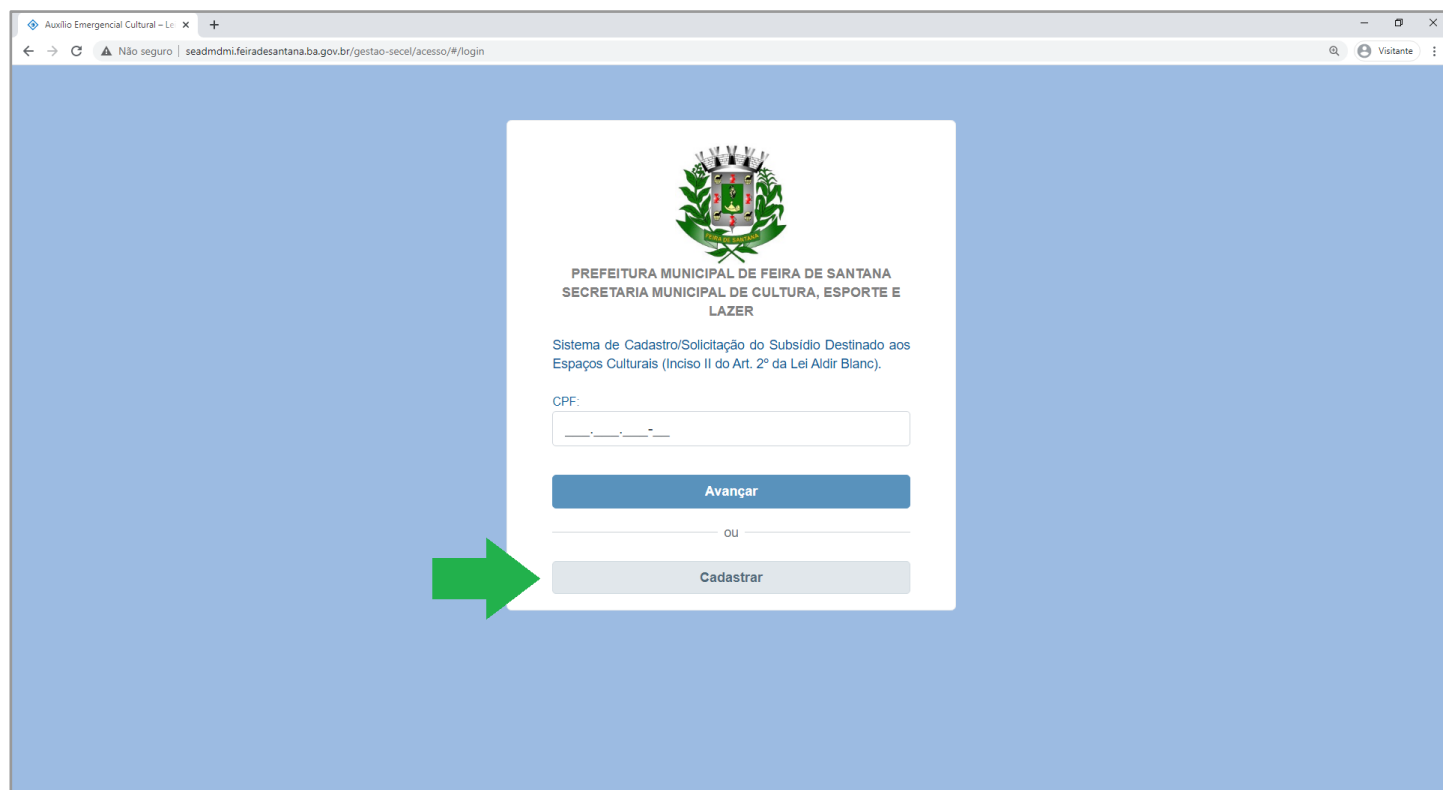 Auxílio Emergencial Cultural – Le
Não seguro | seadmdmi.feiradesantana.ba.gov.br/gestao-secel/acesso/#/login
Visitante
FEIRA DE SANTANA
PREFEITURA MUNICIPAL DE FEIRA DE SANTANA
SECRETARIA MUNICIPAL DE CULTURA, ESPORTE E
LAZER
Sistema de Cadastro/Solicitação do Subsídio Destinado aos
Espaços Culturais (Inciso II do Art. 2º da Lei Aldir Blanc).
CPF:
___.___.___-__
Avançar
ou
Cadastrar